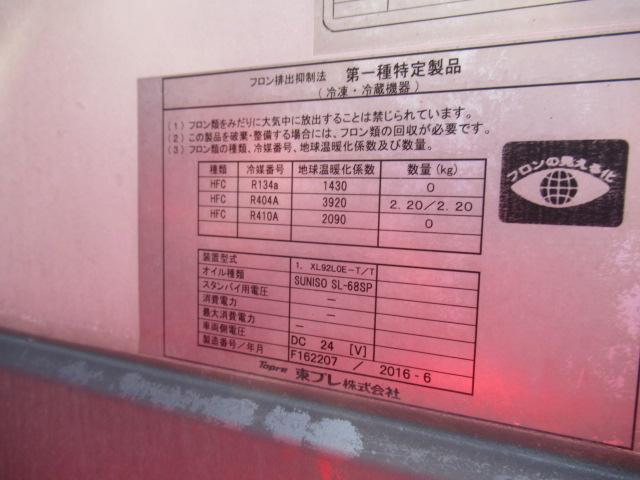 フロン排出抑制法 第一種特定製品
（冷凍・冷蔵機器）
(1) フロン類をみだりに大気中に放出することは禁じられています。
(2) この製品を破棄・整備する場合には、フロン類の回収が必要です。
(3) フロン類の種類、冷媒番号、地球温暖化係数及び数量。
種類 冷媒番号 地球温暖化係数 数量 (kg)
HFC R134a 1430 0
HFC R404A 3920 2.20／2.20
HFC R410A 2090 0
フロンの見える化
装置型式 1. XL92L0E-T/T
オイル種類 SUNISO SL-68SP
スタンバイ用電圧 －
消費電力 －
最大消費電力 －
車両側電圧 DC 24 [V]
製造番号／年月 F162207 ／ 2016-6
Topre 東プレ株式会社